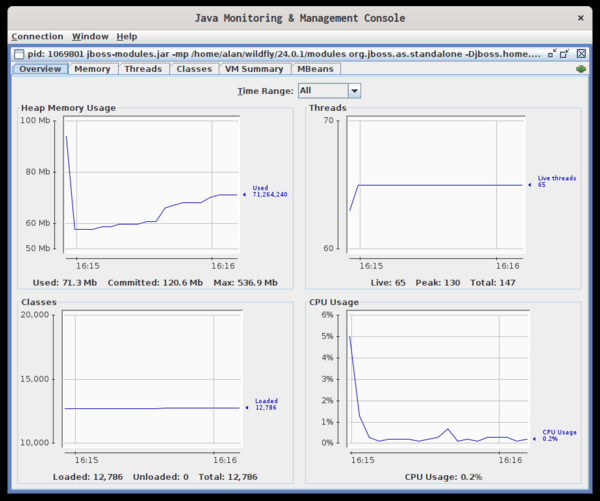 Java Monitoring & Management Console
Connection Window Help
pid: 1069801 jboss-modules.jar -mp /home/alan/wildfly/24.0.1/modules org.jboss.as.standalone -Djboss.home....
Overview Memory Threads Classes VM Summary MBeans
Time Range: All
Heap Memory Usage
100 Mb
80 Mb
60 Mb
50 Mb
Used
71,264,240
16:15 16:16
Used: 71.3 Mb Committed: 120.6 Mb Max: 536.9 Mb
Threads
70
60
Live threads
65
16:15 16:16
Live: 65 Peak: 130 Total: 147
Classes
20,000
15,000
10,000
Loaded
12,786
16:15 16:16
Loaded: 12,786 Unloaded: 0 Total: 12,786
CPU Usage
6%
5%
4%
3%
2%
1%
0%
CPU Usage
0.2%
16:15 16:16
CPU Usage: 0.2%